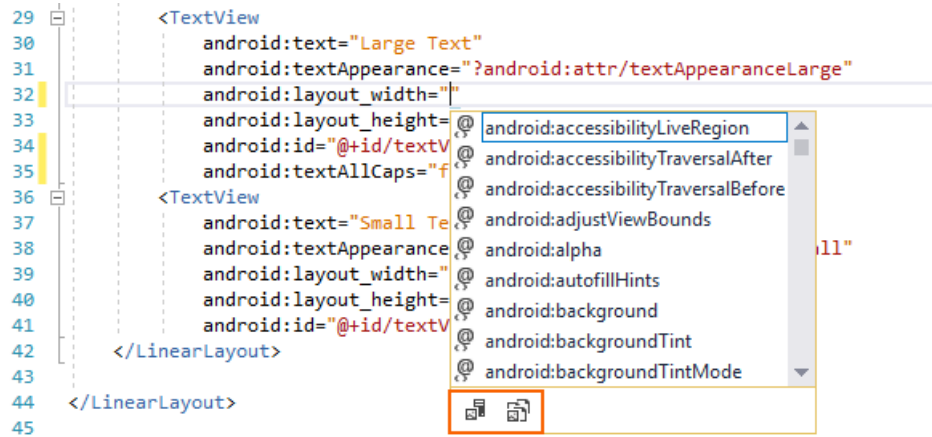 29 <TextView
30 android:text="Large Text"
31 android:textAppearance="?android:attr/textAppearanceLarge"
32 android:layout_width=""
33 android:layout_height=
34 android:id="@+id/textV
35 android:textAllCaps="f
36 <TextView
37 android:text="Small Te
38 android:textAppearance all"
39 android:layout_width="
40 android:layout_height=
41 android:id="@+id/textV
42 </LinearLayout>
43
44 </LinearLayout>
45
android:accessibilityLiveRegion
android:accessibilityTraversalAfter
android:accessibilityTraversalBefore
android:adjustViewBounds
android:alpha
android:autofillHints
android:background
android:backgroundTint
android:backgroundTintMode